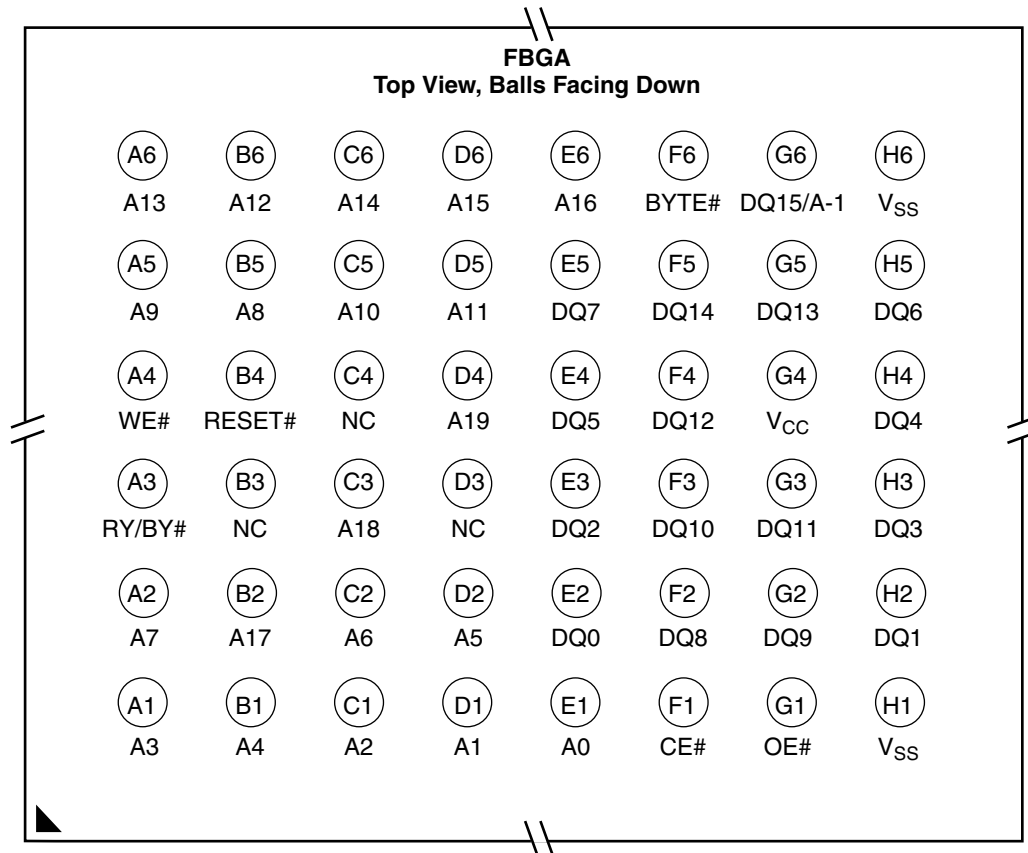 FBGA
Top View, Balls Facing Down
A6 B6 C6 D6 E6 F6 G6 H6
A13 A12 A14 A15 A16 BYTE# DQ15/A-1 VSS
A5 B5 C5 D5 E5 F5 G5 H5
A9 A8 A10 A11 DQ7 DQ14 DQ13 DQ6
A4 B4 C4 D4 E4 F4 G4 H4
WE# RESET# NC A19 DQ5 DQ12 VCC DQ4
A3 B3 C3 D3 E3 F3 G3 H3
RY/BY# NC A18 NC DQ2 DQ10 DQ11 DQ3
A2 B2 C2 D2 E2 F2 G2 H2
A7 A17 A6 A5 DQ0 DQ8 DQ9 DQ1
A1 B1 C1 D1 E1 F1 G1 H1
A3 A4 A2 A1 A0 CE# OE# VSS